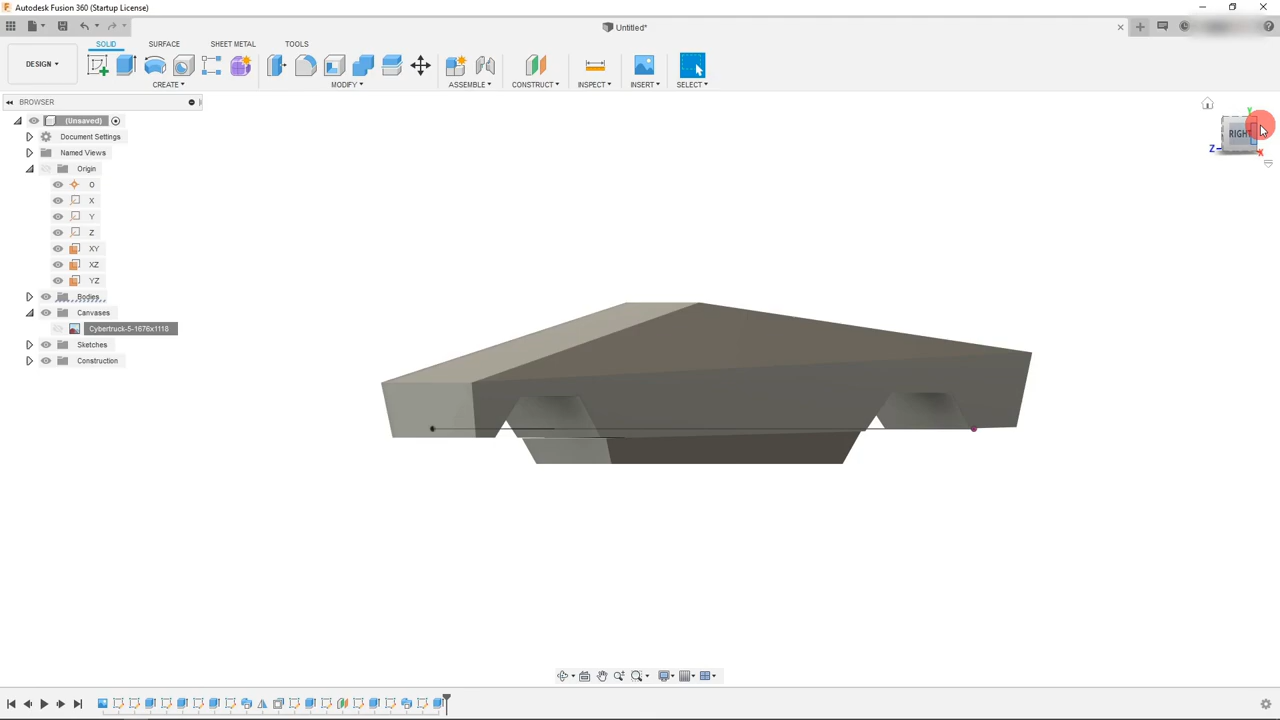 Autodesk Fusion 360 (Startup License)
Untitled*
DESIGN
SOLID
SURFACE
SHEET METAL
TOOLS
CREATE
MODIFY
ASSEMBLE
CONSTRUCT
INSPECT
INSERT
SELECT
BROWSER
(Unsaved)
Document Settings
Named Views
Origin
O
X
Y
Z
XY
XZ
YZ
Bodies
Canvases
Cybertruck-5-1676x1118
Sketches
Construction
Y
RIGHT
Z
X